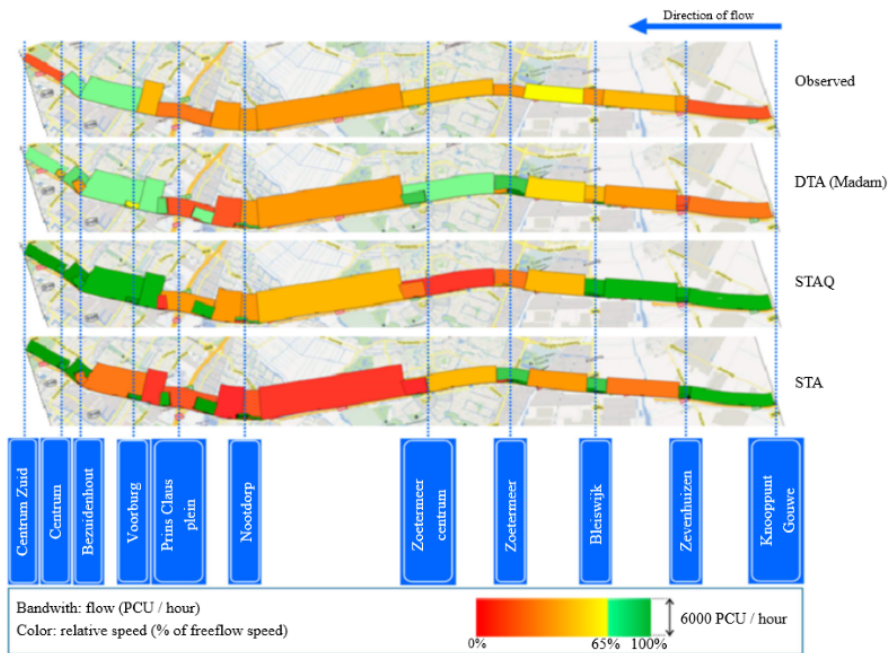 Direction of flow
Observed
DTA (Madam)
STAQ
STA
Centrum Zuid
Centrum
Bezuidenhout
Voorburg
Prins Claus
plein
Nootdorp
Zoetermeer
centrum
Zoetermeer
Bleiswijk
Zevenhuizen
Knooppunt
Gouwe
Bandwith: flow (PCU / hour)
Color: relative speed (% of freeflow speed)
6000 PCU / hour
0%
65%
100%